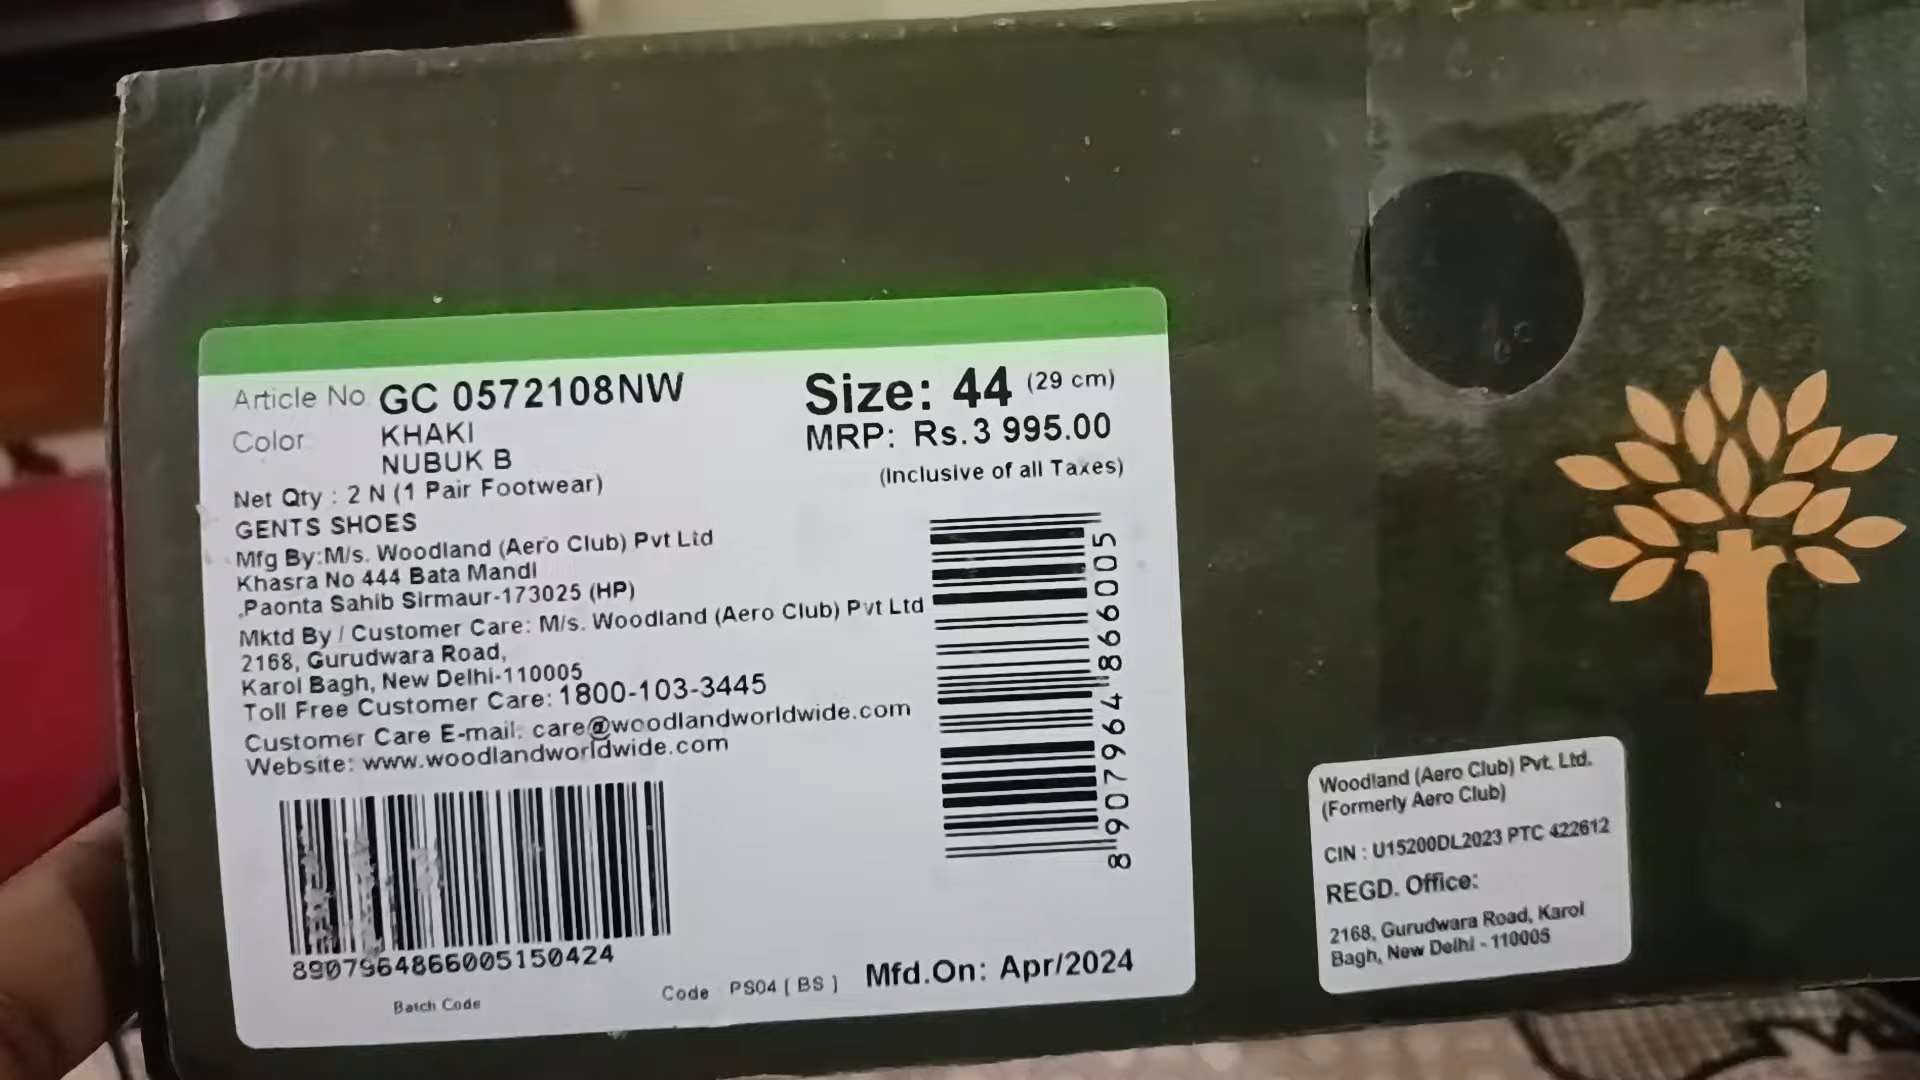 Article No. GC 0572108NW
Color KHAKI
NUBUK B
Size: 44 (29 cm)
MRP: Rs.3 995.00
(Inclusive of all Taxes)
Net Qty : 2 N (1 Pair Footwear)
GENTS SHOES
Mfg By:M/s. Woodland (Aero Club) Pvt Ltd
Khasra No 444 Bata Mandi
,Paonta Sahib Sirmaur-173025 (HP)
Mktd By / Customer Care: M/s. Woodland (Aero Club) Pvt Ltd
2168, Gurudwara Road,
Karol Bagh, New Delhi-110005
Toll Free Customer Care: 1800-103-3445
Customer Care E-mail: care@woodlandworldwide.com
Website: www.woodlandworldwide.com
8 907964 866005
8907964866005150424
Batch Code
Code PS04 [ BS ]
Mfd.On: Apr/2024
Woodland (Aero Club) Pvt. Ltd.
(Formerly Aero Club)
CIN : U15200DL2023 PTC 422612
REGD. Office:
2168, Gurudwara Road, Karol
Bagh, New Delhi - 110005